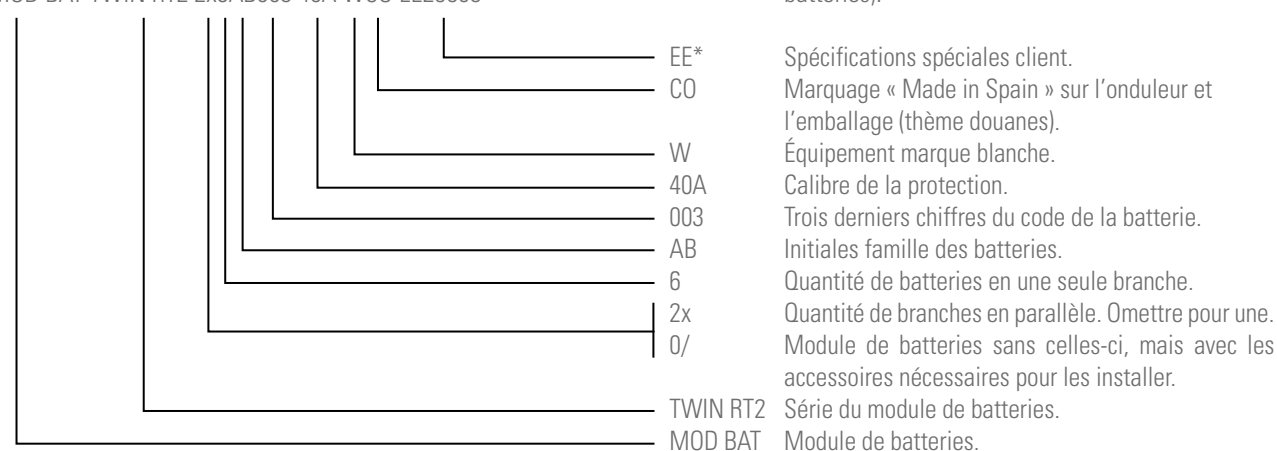 batteries).
EE* Spécifications spéciales client.
CO Marquage « Made in Spain » sur l'onduleur et
l'emballage (thème douanes).
W Équipement marque blanche.
40A Calibre de la protection.
003 Trois derniers chiffres du code de la batterie.
AB Initiales famille des batteries.
6 Quantité de batteries en une seule branche.
2x Quantité de branches en parallèle. Omettre pour une.
0/ Module de batteries sans celles-ci, mais avec les
accessoires nécessaires pour les installer.
TWIN RT2 Série du module de batteries.
MOD BAT Module de batteries.